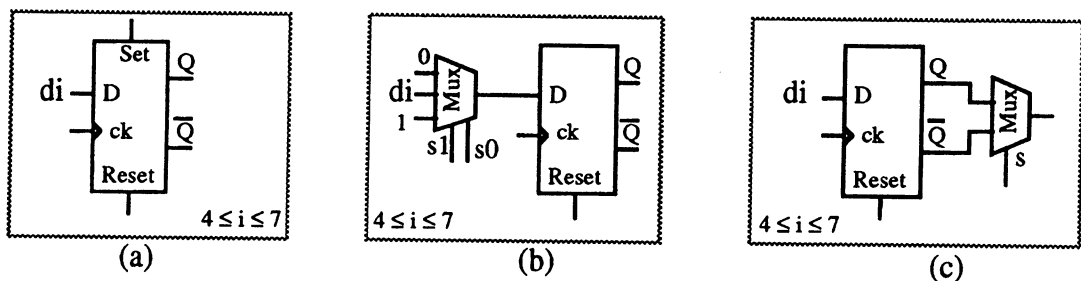 Set
Q
di
D
ck
Q̅
Reset
4 ≤ i ≤ 7
(a)
0
di
1
Mux
s1
s0
D
ck
Q
Q̅
Reset
4 ≤ i ≤ 7
(b)
di
D
ck
Q
Q̅
Mux
s
Reset
4 ≤ i ≤ 7
(c)